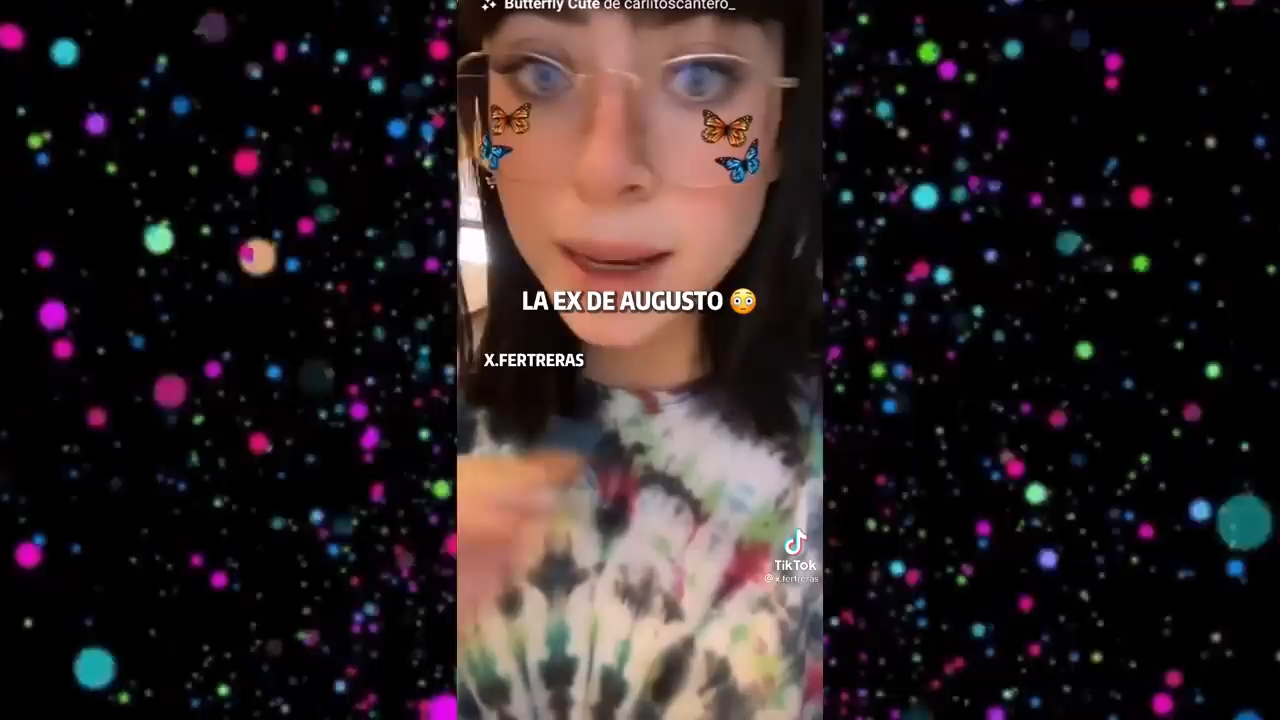 Butterfly Cute de carlitoscantero_
LA EX DE AUGUSTO 😳
X.FERTRERAS
TikTok
@ x.fertreras